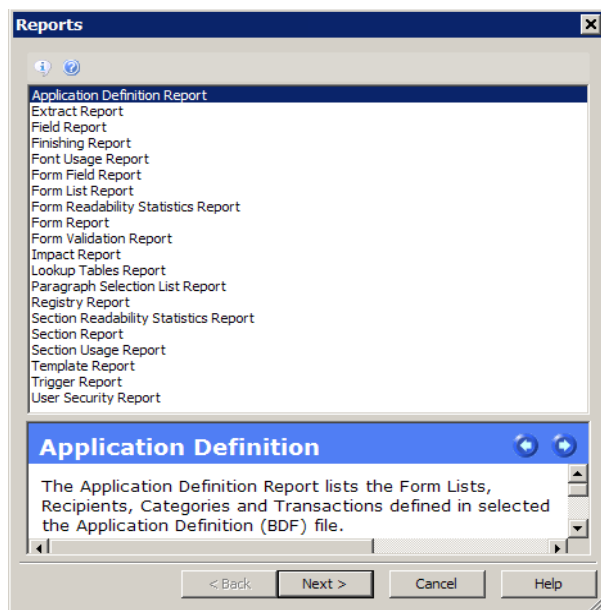 Reports
Application Definition Report
Extract Report
Field Report
Finishing Report
Font Usage Report
Form Field Report
Form List Report
Form Readability Statistics Report
Form Report
Form Validation Report
Impact Report
Lookup Tables Report
Paragraph Selection List Report
Registry Report
Section Readability Statistics Report
Section Report
Section Usage Report
Template Report
Trigger Report
User Security Report
Application Definition
The Application Definition Report lists the Form Lists,
Recipients, Categories and Transactions defined in selected
the Application Definition (BDF) file.
< Back Next > Cancel Help